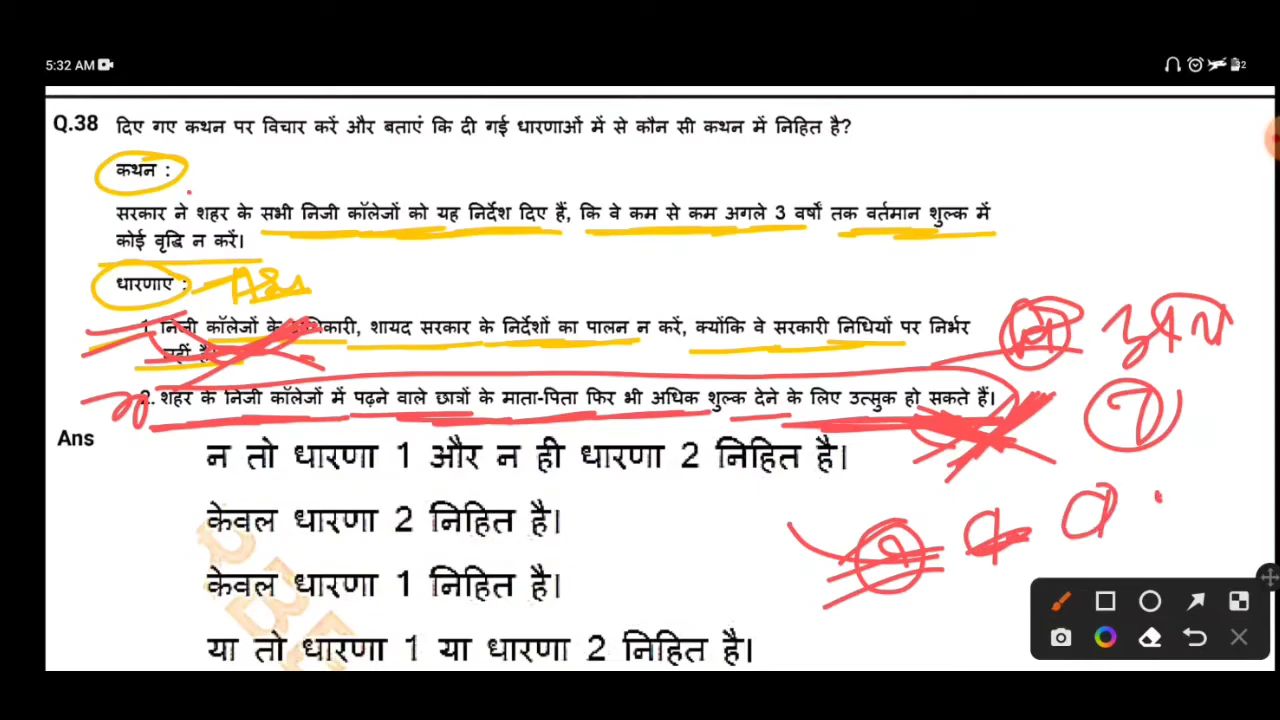 5:32 AM
Q.38 दिए गए कथन पर विचार करें और बताएं कि दी गई धारणाओं में से कौन सी कथन में निहित है?
कथन :
सरकार ने शहर के सभी निजी कॉलेजों को यह निर्देश दिए हैं, कि वे कम से कम अगले 3 वर्षों तक वर्तमान शुल्क में
कोई वृद्धि न करें।
धारणाए :
1. निजी कॉलेजों के अधिकारी, शायद सरकार के निर्देशों का पालन न करें, क्योंकि वे सरकारी निधियों पर निर्भर
नहीं है।
2. शहर के निजी कॉलेजों में पढ़ने वाले छात्रों के माता-पिता फिर भी अधिक शुल्क देने के लिए उत्सुक हो सकते हैं।
Ans
न तो धारणा 1 और न ही धारणा 2 निहित है।
केवल धारणा 2 निहित है।
केवल धारणा 1 निहित है।
या तो धारणा 1 या धारणा 2 निहित है।